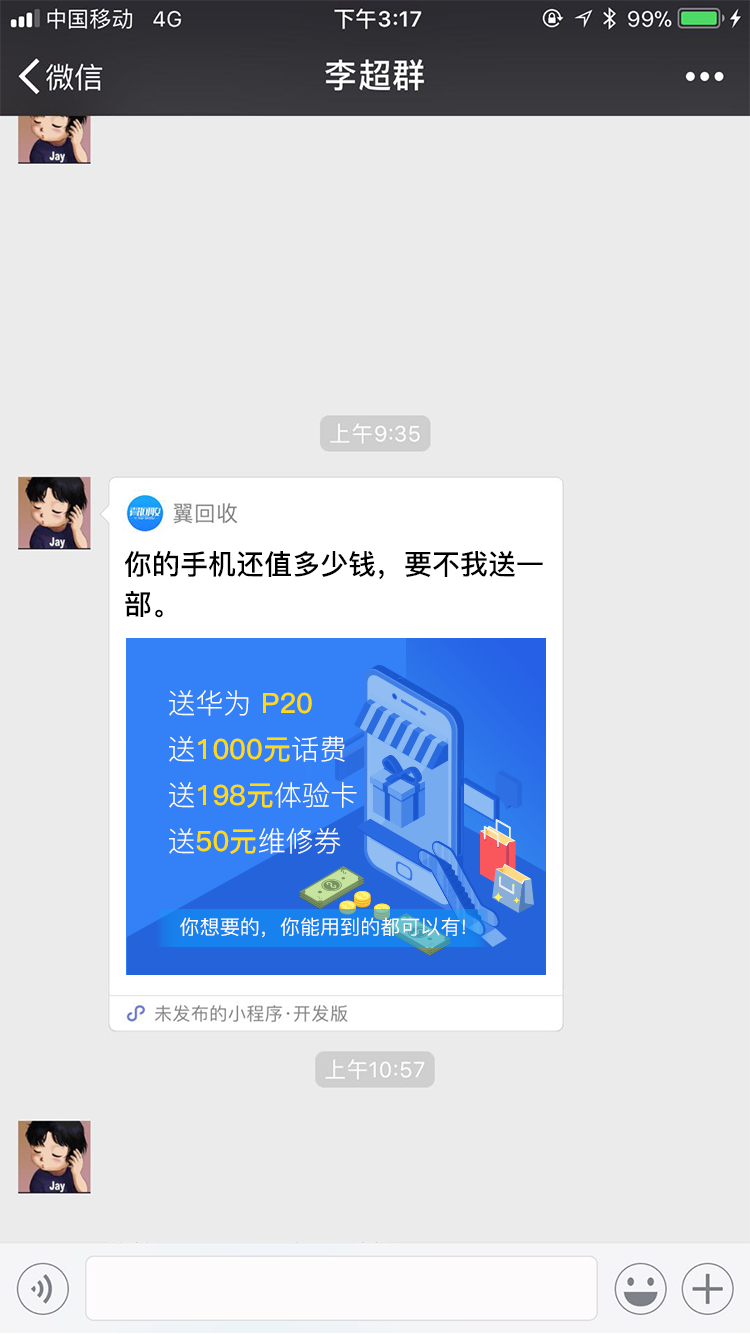 中国移动 4G 下午3:17 99%
微信 李超群
Jay
上午9:35
Jay
翼回收
你的手机还值多少钱，要不我送一
部。
送华为 P20
送1000元话费
送198元体验卡
送50元维修券
你想要的，你能用到的都可以有!
未发布的小程序·开发版
上午10:57
Jay